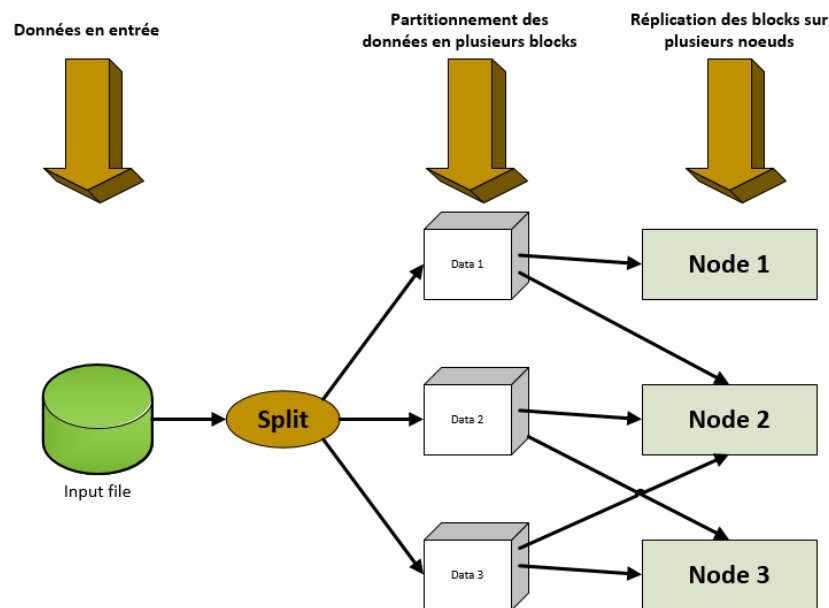 Données en entrée
Partitionnement des
données en plusieurs blocks
Réplication des blocks sur
plusieurs noeuds
Data 1
Node 1
Split
Data 2
Node 2
Input file
Data 3
Node 3